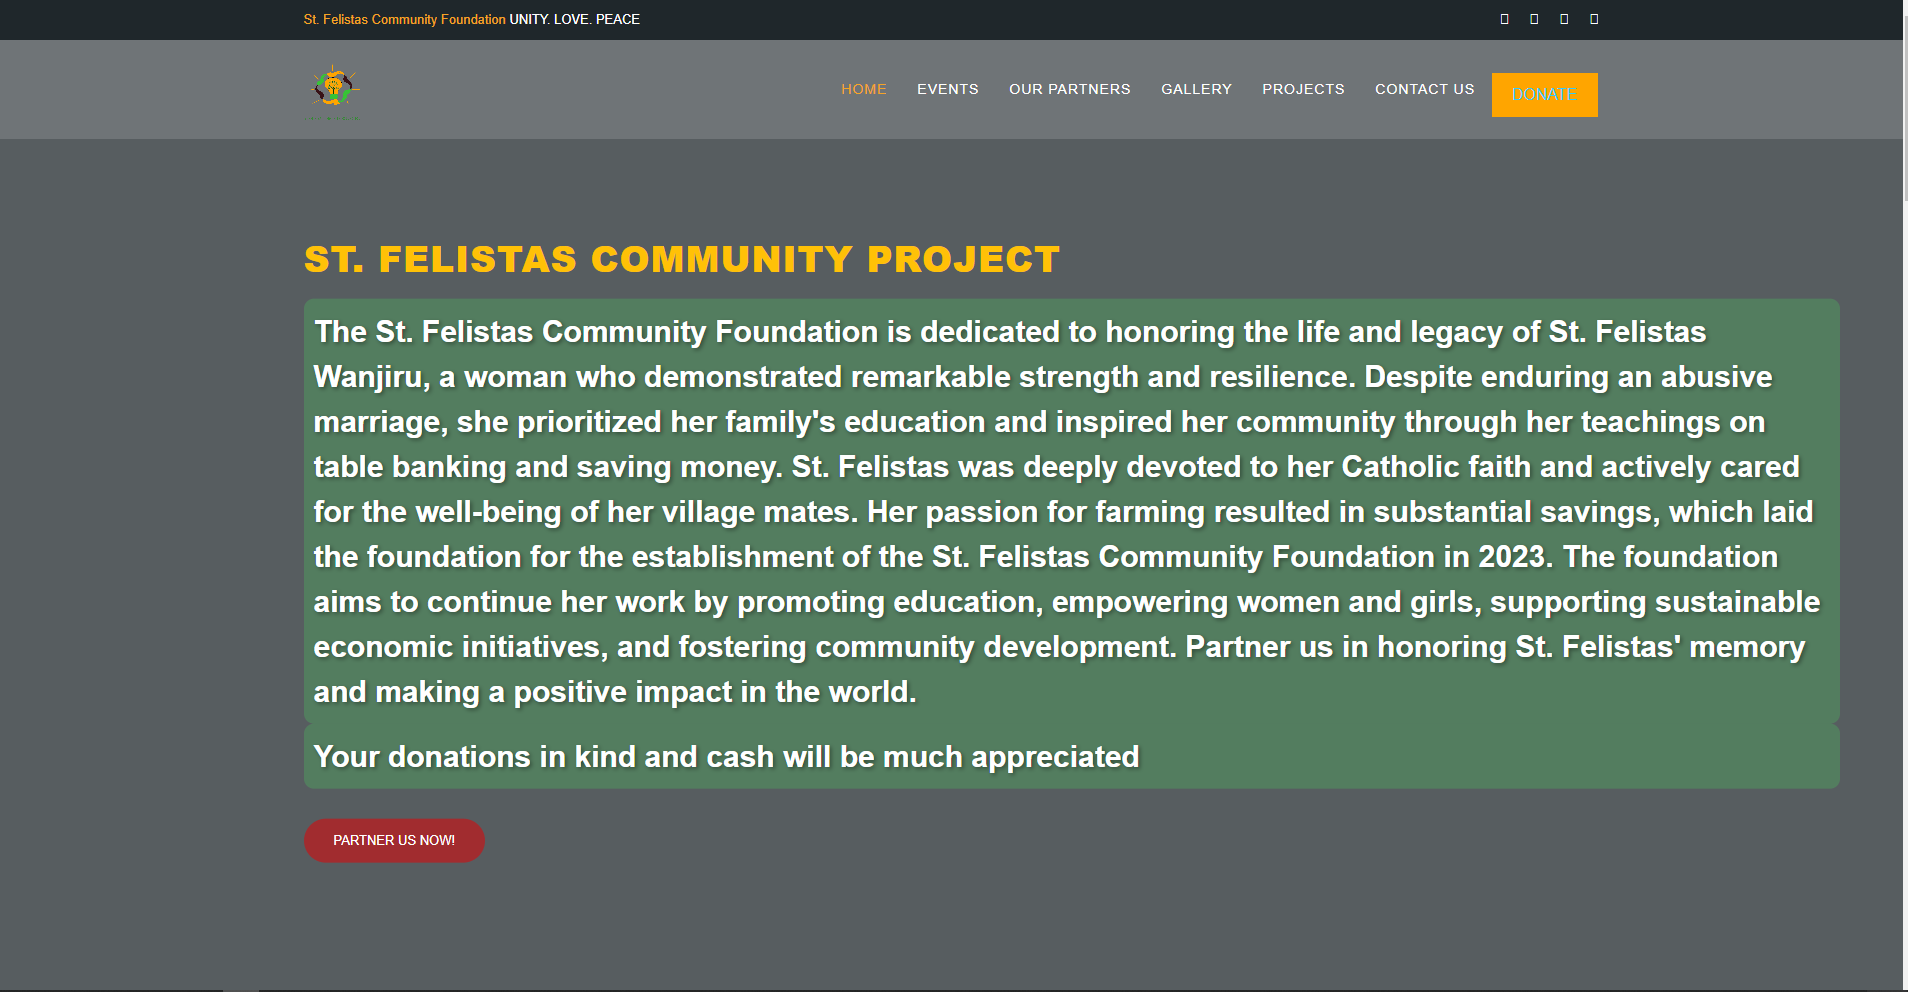 St. Felistas Community Foundation UNITY. LOVE. PEACE
HOME EVENTS OUR PARTNERS GALLERY PROJECTS CONTACT US DONATE
ST. FELISTAS COMMUNITY PROJECT
The St. Felistas Community Foundation is dedicated to honoring the life and legacy of St. Felistas
Wanjiru, a woman who demonstrated remarkable strength and resilience. Despite enduring an abusive
marriage, she prioritized her family's education and inspired her community through her teachings on
table banking and saving money. St. Felistas was deeply devoted to her Catholic faith and actively cared
for the well-being of her village mates. Her passion for farming resulted in substantial savings, which laid
the foundation for the establishment of the St. Felistas Community Foundation in 2023. The foundation
aims to continue her work by promoting education, empowering women and girls, supporting sustainable
economic initiatives, and fostering community development. Partner us in honoring St. Felistas' memory
and making a positive impact in the world.
Your donations in kind and cash will be much appreciated
PARTNER US NOW!